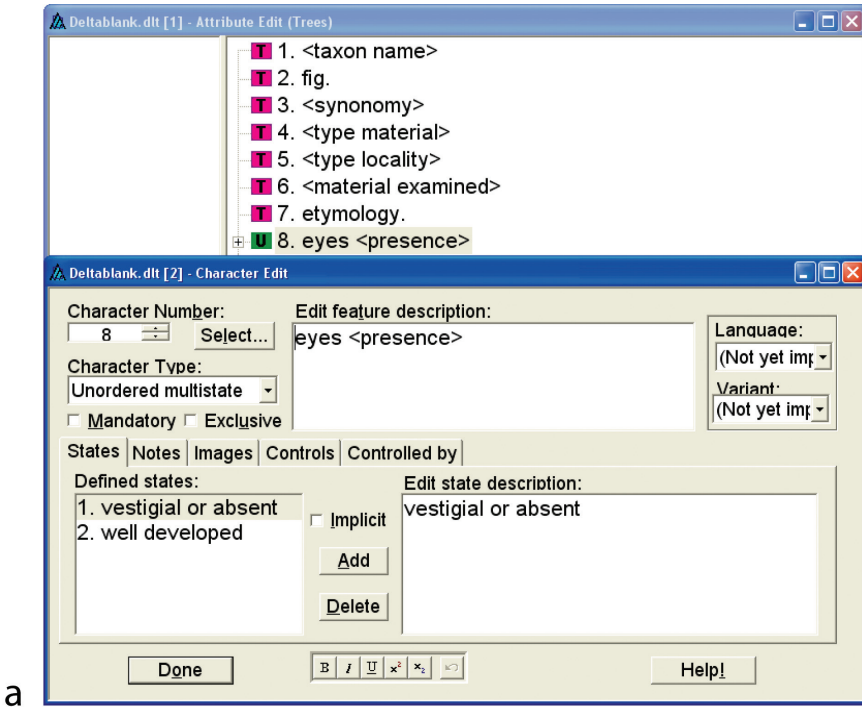 Deltablank.dlt [1] - Attribute Edit (Trees)
T 1. <taxon name>
T 2. fig.
T 3. <synonomy>
T 4. <type material>
T 5. <type locality>
T 6. <material examined>
T 7. etymology.
U 8. eyes <presence>
Deltablank.dlt [2] - Character Edit
Character Number:
8
Select...
Character Type:
Unordered multistate
Mandatory
Exclusive
Edit feature description:
eyes <presence>
Language:
(Not yet imp
Variant:
(Not yet imp
States Notes Images Controls Controlled by
Defined states:
1. vestigial or absent
2. well developed
Implicit
Add
Delete
Edit state description:
vestigial or absent
Done
B i U x² x₂
Help!
a